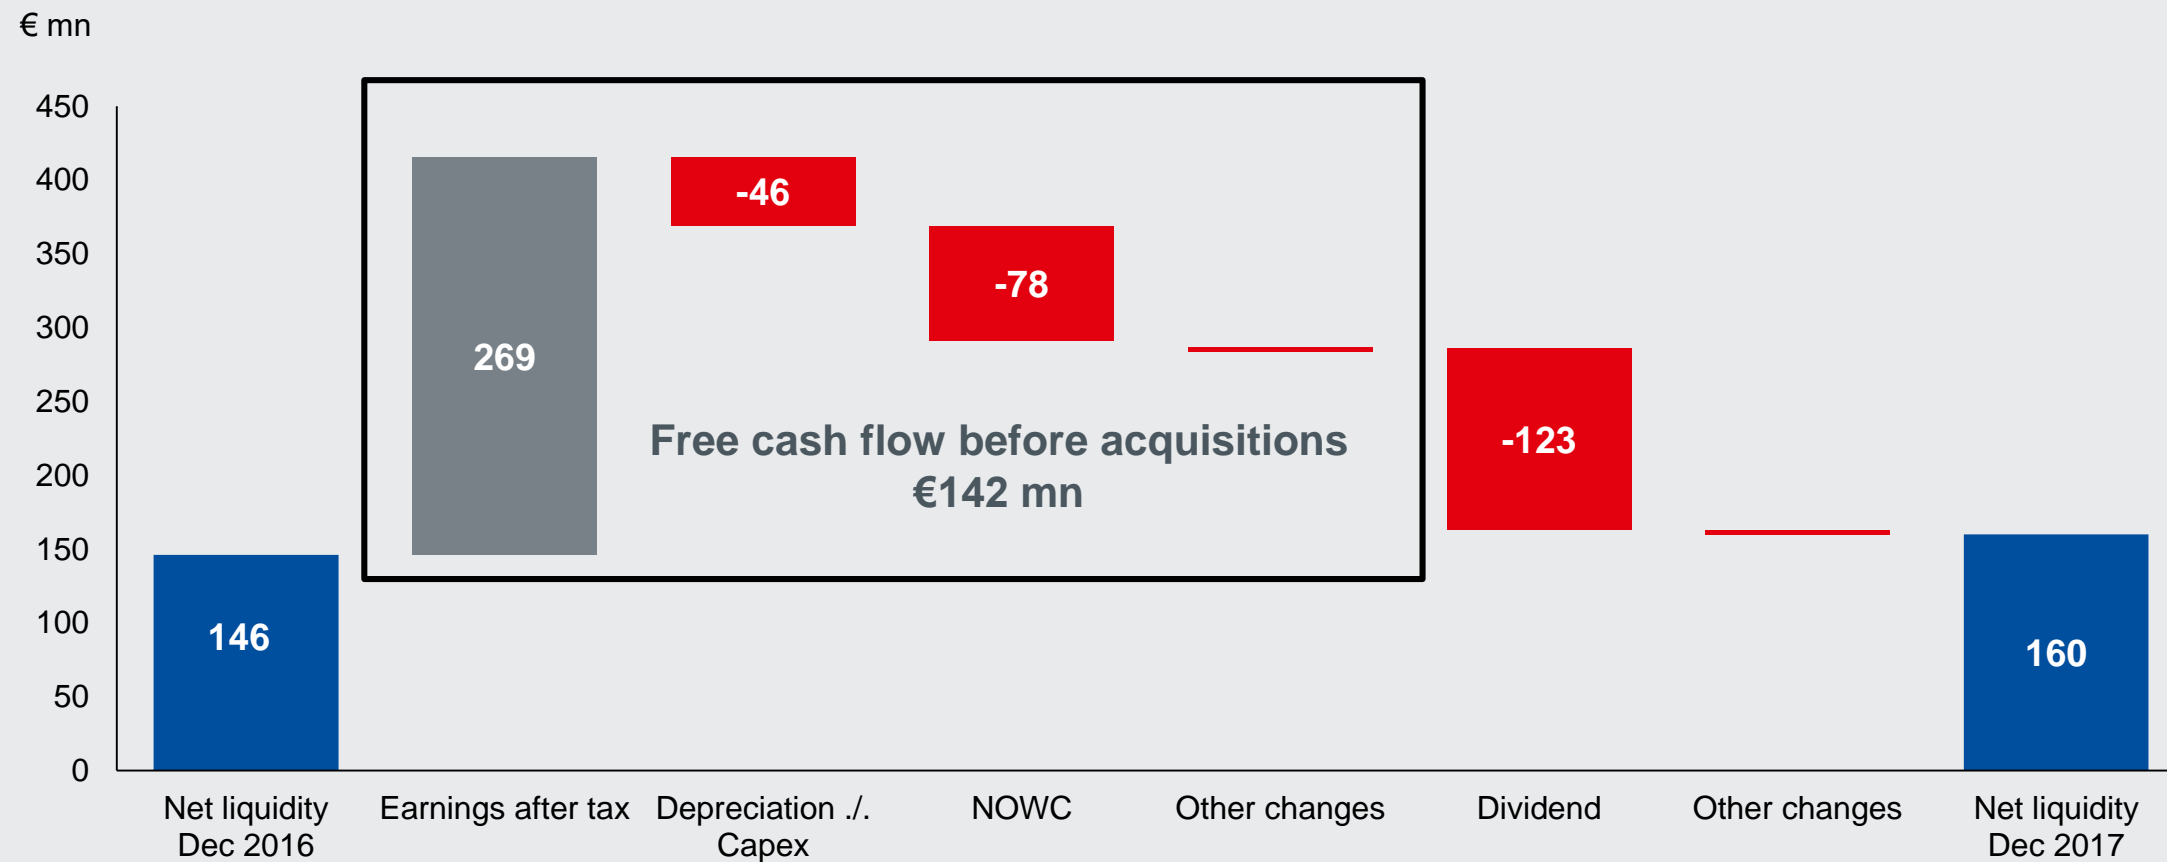 € mn
450
400
350
300
250
200
150
100
50
0
146
269
-46
-78
-123
160
Free cash flow before acquisitions
€142 mn
Net liquidity
Dec 2016
Earnings after tax
Depreciation ./.
Capex
NOWC
Other changes
Dividend
Other changes
Net liquidity
Dec 2017